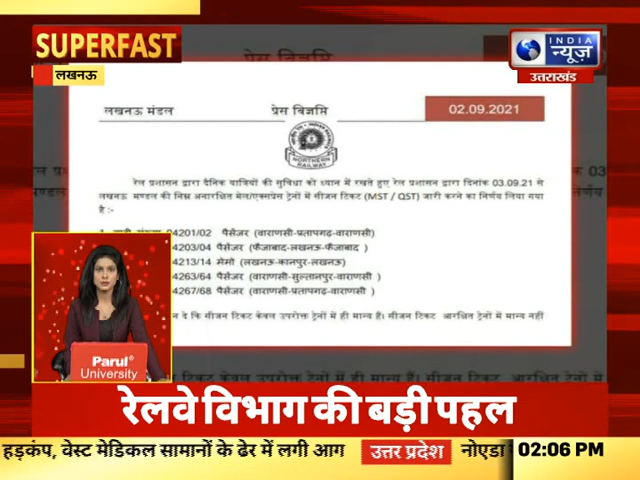 SUPERFAST
लखनऊ
INDIA
न्यूज़
उत्तराखंड
लखनऊ मंडल प्रेस विज्ञप्ति 02.09.2021
NORTHERN RAILWAY
रेल प्रशासन द्वारा दैनिक यात्रियों की सुविधा को ध्यान में रखते हुए रेल प्रशासन द्वारा दिनांक 03.09.21 से
लखनऊ मण्डल की निम्न अनारक्षित मेल/एक्सप्रेस ट्रेनों में सीजन टिकट (MST / QST) जारी करने का निर्णय लिया गया
है :-
04201/02 पैसेंजर (वाराणसी-प्रतापगढ़-वाराणसी)
4203/04 पैसेंजर (फैजाबाद-लखनऊ-फैजाबाद )
4213/14 मेमो (लखनऊ-कानपुर-लखनऊ)
4263/64 पैसेंजर (वाराणसी-सुल्तानपुर-वाराणसी )
4267/68 पैसेंजर (वाराणसी-प्रतापगढ़-वाराणसी )
दे कि सीजन टिकट केवल उपरोक्त ट्रेनों में ही मान्य हैं। सीजन टिकट आरक्षित ट्रेनों में मान्य नहीं
Parul®
University
रेलवे विभाग की बड़ी पहल
हड़कंप, वेस्ट मेडिकल सामानों के ढेर में लगी आग उत्तर प्रदेश नोएडा
02:06 PM